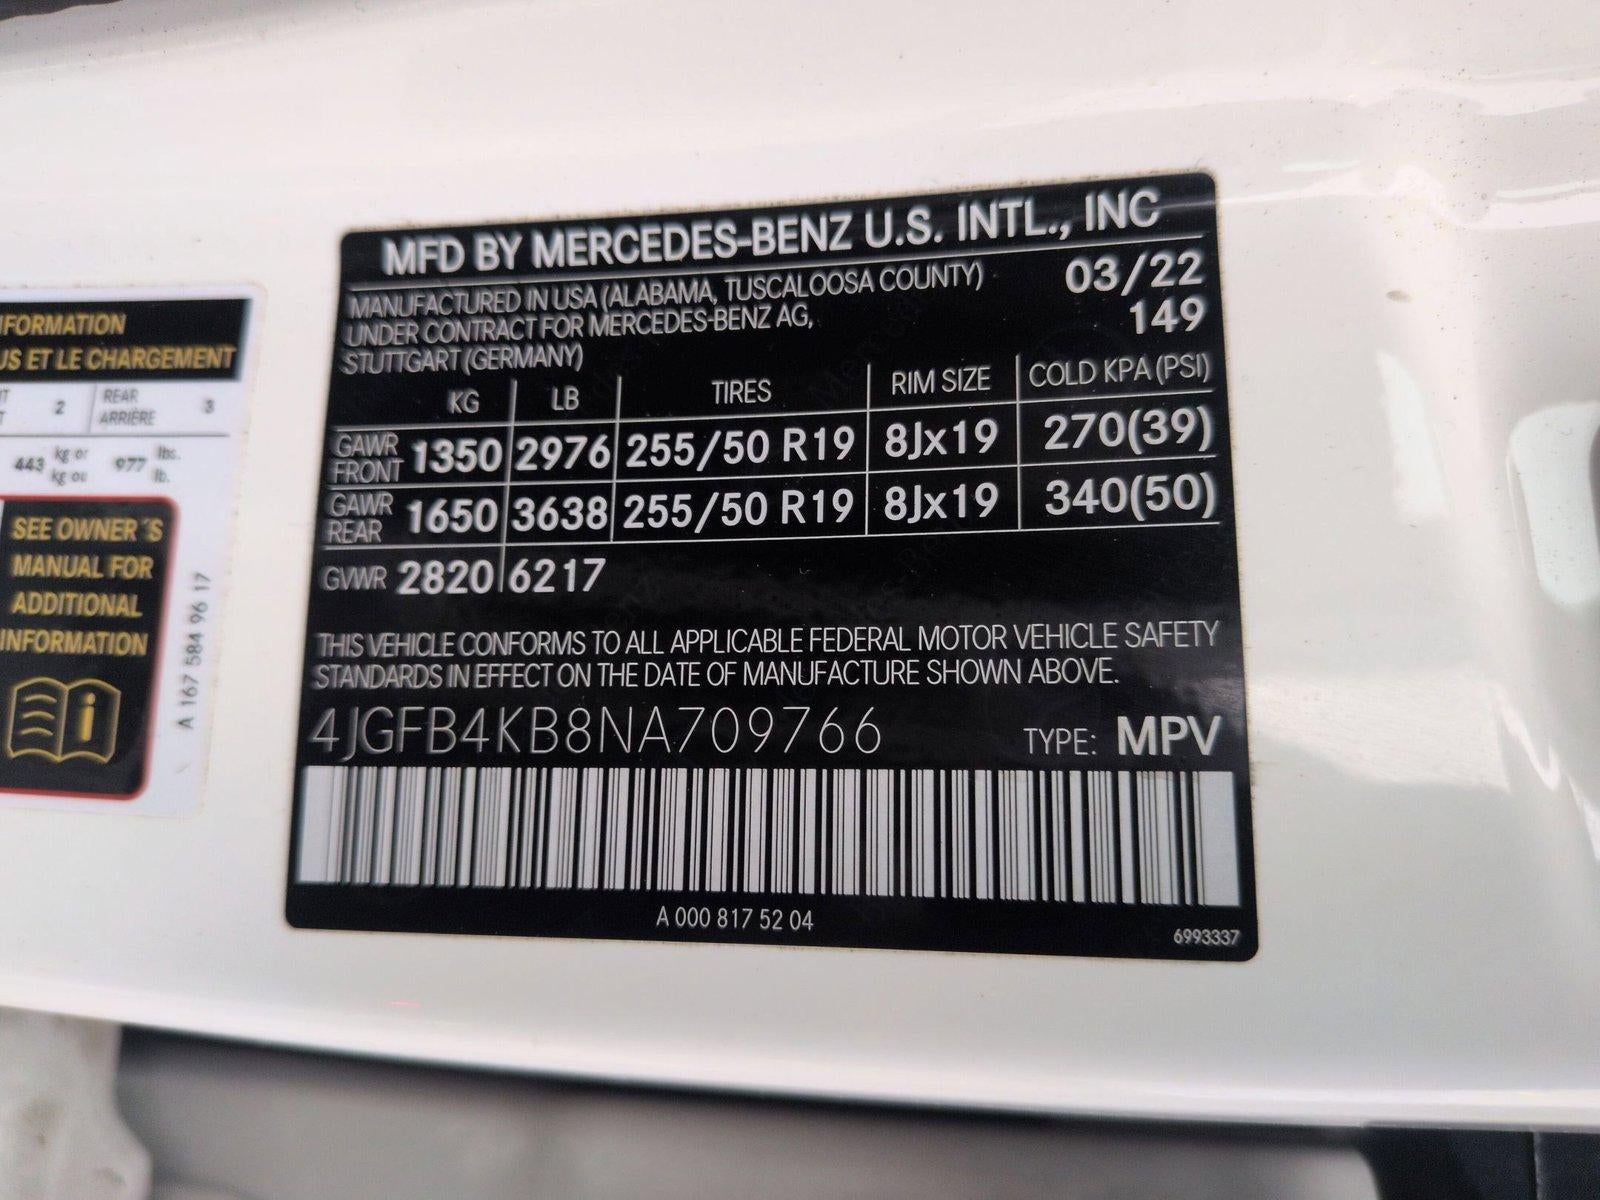 MFD BY MERCEDES-BENZ U.S. INTL., INC
MANUFACTURED IN USA (ALABAMA, TUSCALOOSA COUNTY) 03/22
UNDER CONTRACT FOR MERCEDES-BENZ AG, 149
STUTTGART (GERMANY)
KG LB TIRES RIM SIZE COLD KPA (PSI)
GAWR FRONT 1350 2976 255/50 R19 8Jx19 270(39)
GAWR REAR 1650 3638 255/50 R19 8Jx19 340(50)
GVWR 2820 6217
THIS VEHICLE CONFORMS TO ALL APPLICABLE FEDERAL MOTOR VEHICLE SAFETY
STANDARDS IN EFFECT ON THE DATE OF MANUFACTURE SHOWN ABOVE.
4JGFB4KB8NA709766 TYPE: MPV
A 000 817 52 04
6993337
US ET LE CHARGEMENT
2 REAR 3
ARRIÈRE
443 kg or 977 lbs.
kg ou lb.
SEE OWNER´S
MANUAL FOR
ADDITIONAL
INFORMATION
A 167 584 96 17